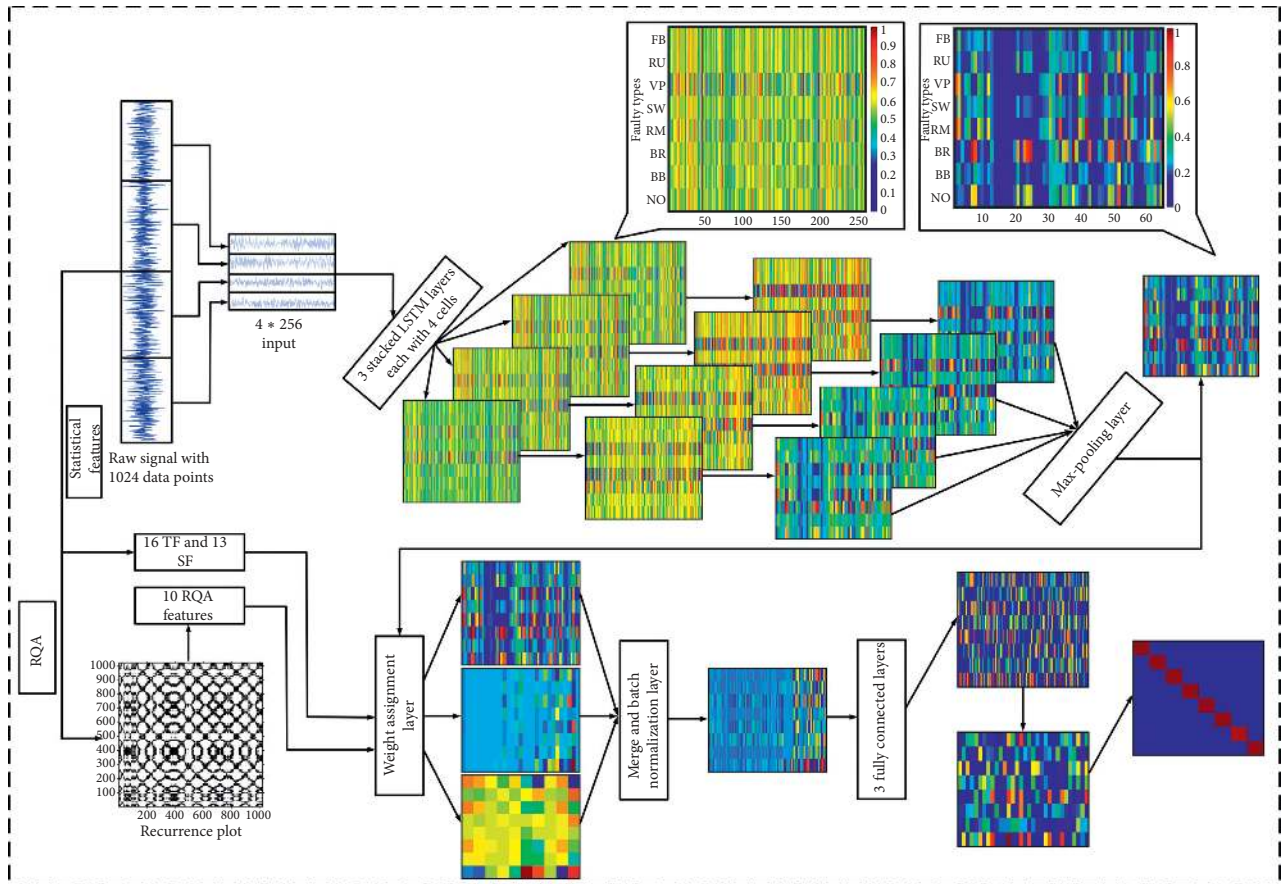 FB
RU
VP
SW
RM
BR
BB
NO
Faulty types
50 100 150 200 250
1
0.9
0.8
0.7
0.6
0.5
0.4
0.3
0.2
0.1
0
FB
RU
VP
SW
RM
BR
BB
NO
Faulty types
10 20 30 40 50 60
1
0.8
0.6
0.4
0.2
0
4 * 256
input
3 stacked LSTM layers
each with 4 cells
Max-pooling layer
Statistical
features
Raw signal with
1024 data points
16 TF and 13
SF
10 RQA
features
RQA
1000
900
800
700
600
500
400
300
200
100
200 400 600 800 1000
Recurrence plot
Weight assignment
layer
Merge and batch
normalization layer
3 fully connected layers